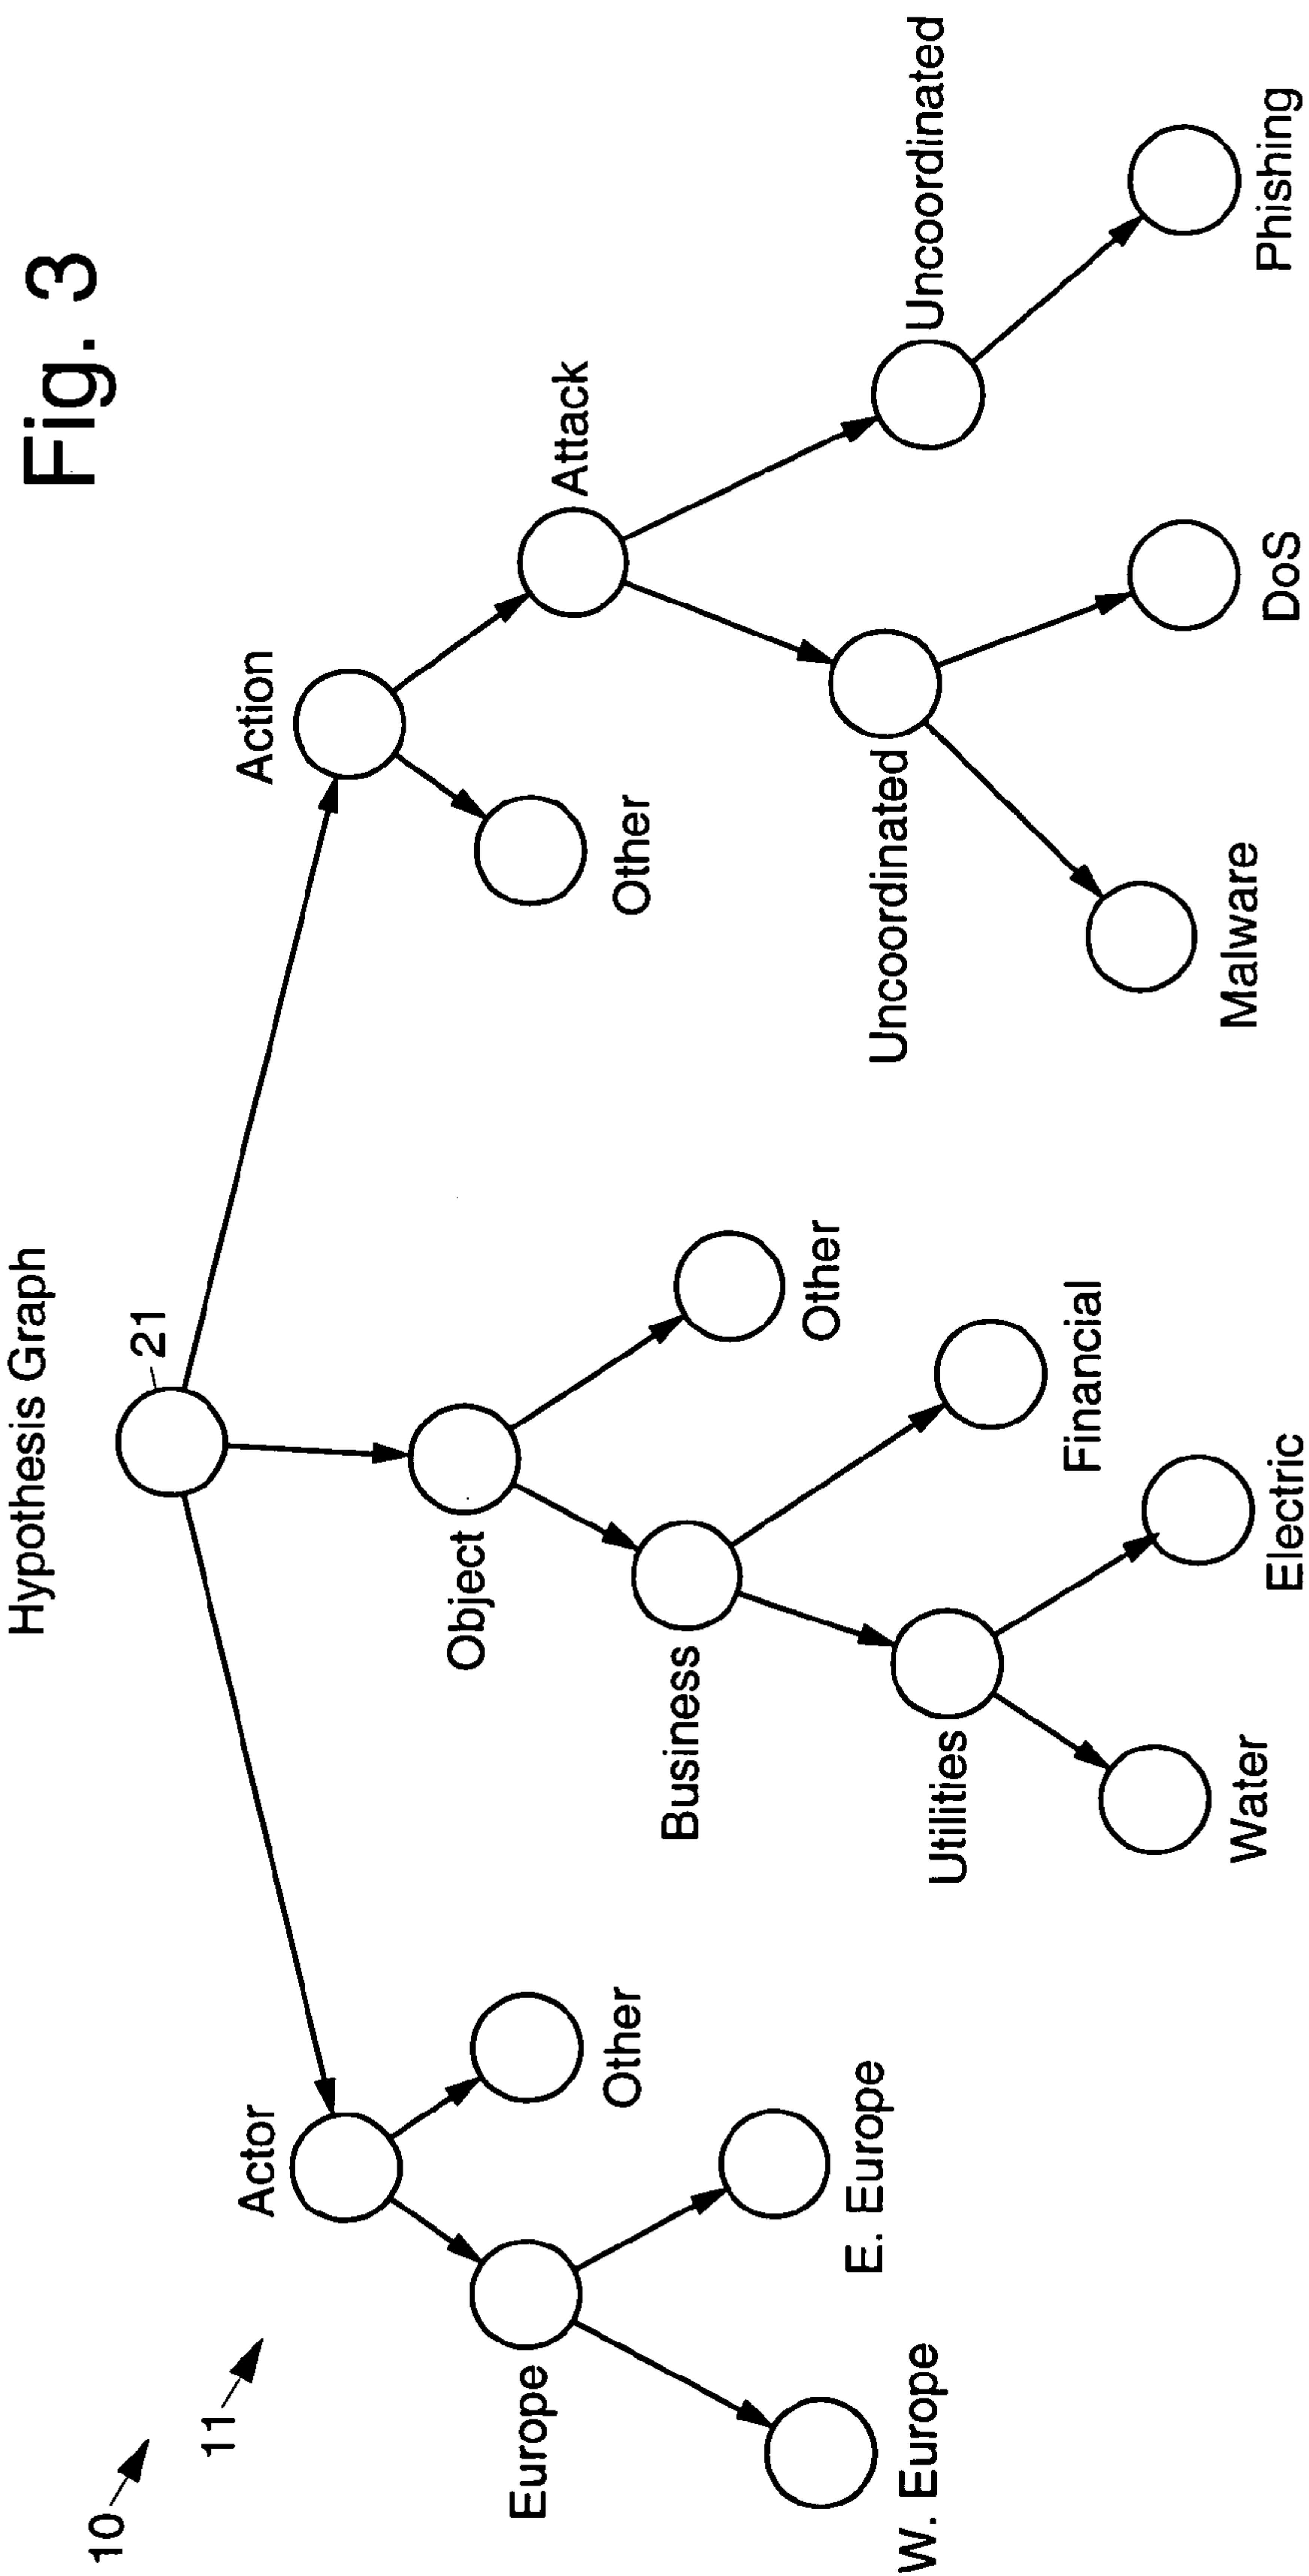 Fig. 3
Hypothesis Graph
10
11
21
Actor
Action
Object
Attack
Europe
Other
Other
Business
Other
Uncoordinated
Uncoordinated
W. Europe
E. Europe
Utilities
Financial
Malware
DoS
Phishing
Water
Electric